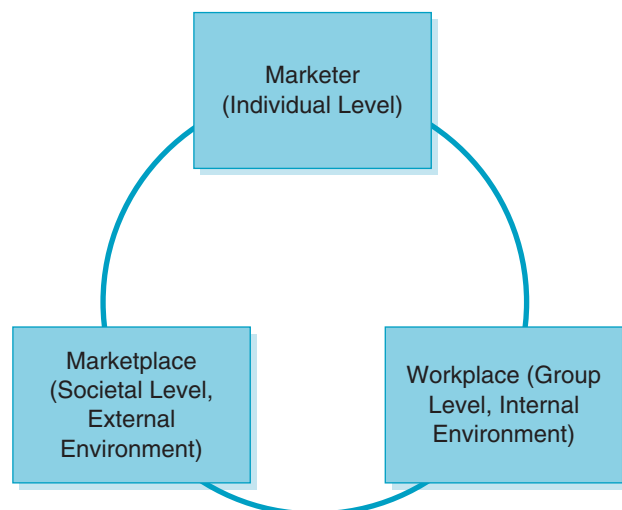 Marketer
(Individual Level)
Marketplace
(Societal Level,
External
Environment)
Workplace (Group
Level, Internal
Environment)